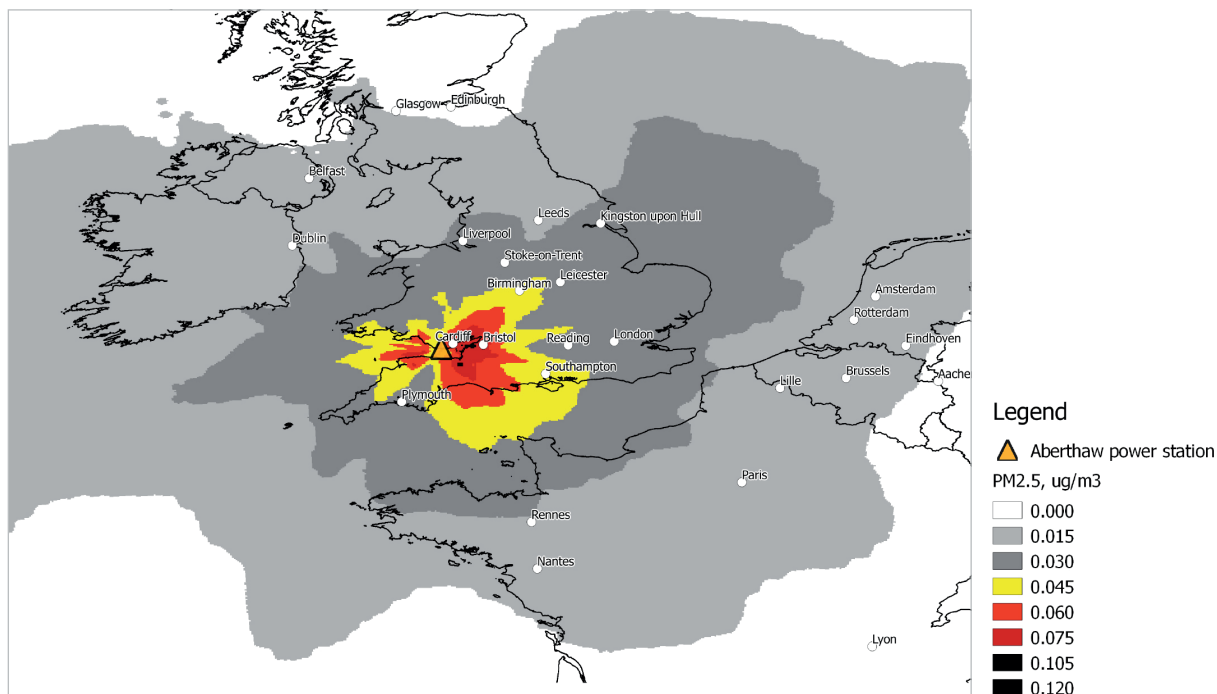 Glasgow
Edinburgh
Belfast
Leeds
Kingston upon Hull
Dublin
Liverpool
Stoke-on-Trent
Leicester
Birmingham
Amsterdam
Rotterdam
Cardiff
Bristol
Reading
London
Eindhoven
Southampton
Brussels
Aache
Lille
Plymouth
Paris
Rennes
Nantes
Lyon
Legend
Aberthaw power station
PM2.5, ug/m3
0.000
0.015
0.030
0.045
0.060
0.075
0.105
0.120